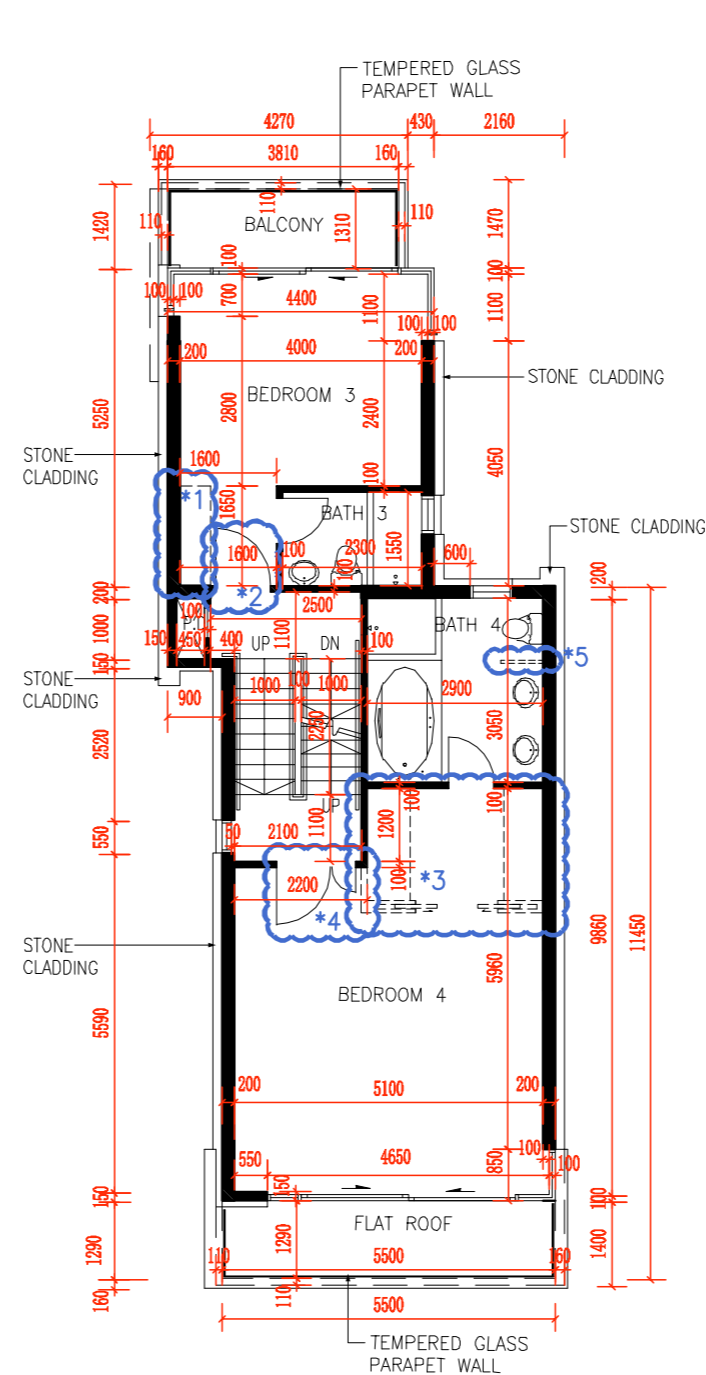 TEMPERED GLASS
PARAPET WALL
4270 430 2160
160 3810 160
1420
110
110
BALCONY
1310
110
1470
100
100
1100
100
100 100
700
4400
1100
100 100
200 4000 200
STONE CLADDING
BEDROOM 3
5250
2800
2400
4050
STONE
CLADDING
1600
*1
1650
100
BATH 3
STONE CLADDING
1600 100 2300
1550
600
*2
100
200
200
2500
100
P.D.
1000
UP DN
1100
BATH 4
150 450 400
100
150
*5
STONE
CLADDING
1000 100 1000
2250
2900
3050
900
2520
UP
100
100
1200
550
50 2100
1100
100
*3
2200
*4
STONE
CLADDING
5960
9860
11450
BEDROOM 4
5590
200 5100 200
550 4650
850
100 100
150
150
100
FLAT ROOF
1290
1290
1400
110 5500 160
110
160
5500
TEMPERED GLASS
PARAPET WALL